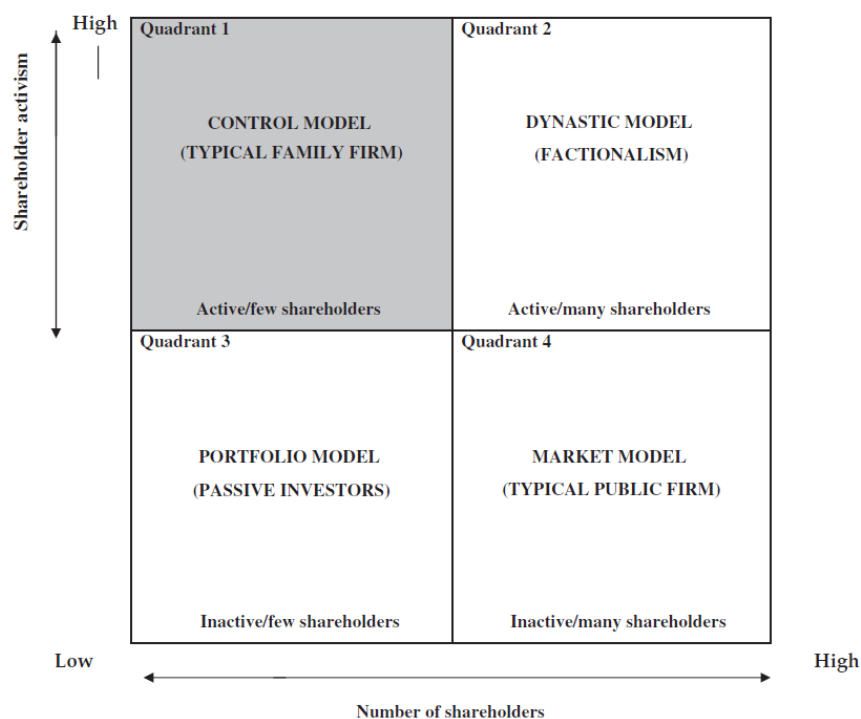 High
Shareholder activism
Quadrant 1
CONTROL MODEL
(TYPICAL FAMILY FIRM)
Active/few shareholders
Quadrant 2
DYNASTIC MODEL
(FACTIONALISM)
Active/many shareholders
Quadrant 3
PORTFOLIO MODEL
(PASSIVE INVESTORS)
Inactive/few shareholders
Quadrant 4
MARKET MODEL
(TYPICAL PUBLIC FIRM)
Inactive/many shareholders
Low
High
Number of shareholders